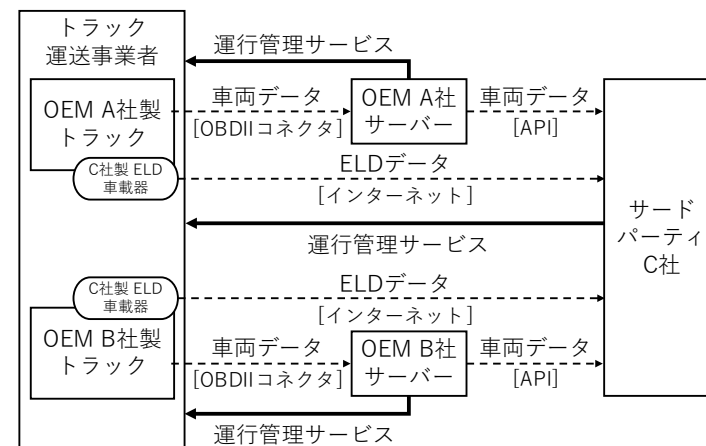 トラック
運送事業者
運行管理サービス
OEM A社製
トラック
車両データ
[OBDIIコネクタ]
OEM A社
サーバー
車両データ
[API]
C社製 ELD
車載器
ELDデータ
[インターネット]
運行管理サービス
サード
パーティ
C社
C社製 ELD
車載器
ELDデータ
[インターネット]
OEM B社製
トラック
車両データ
[OBDIIコネクタ]
OEM B社
サーバー
車両データ
[API]
運行管理サービス